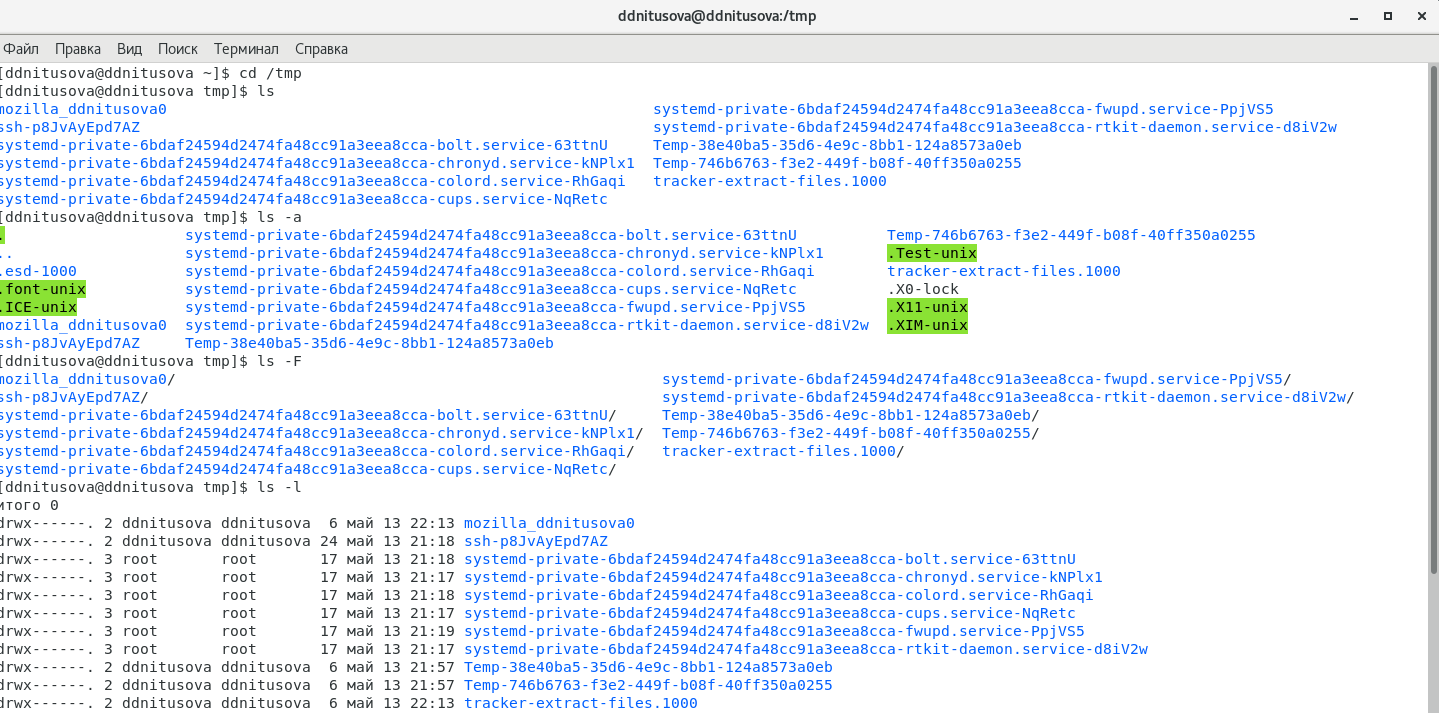 ddnitusova@ddnitusova:/tmp
Файл Правка Вид Поиск Терминал Справка
[ddnitusova@ddnitusova ~]$ cd /tmp
[ddnitusova@ddnitusova tmp]$ ls
mozilla_ddnitusova0 systemd-private-6bdaf24594d2474fa48cc91a3eea8cca-fwupd.service-PpjVS5
ssh-p8JvAyEpd7AZ systemd-private-6bdaf24594d2474fa48cc91a3eea8cca-rtkit-daemon.service-d8iV2w
systemd-private-6bdaf24594d2474fa48cc91a3eea8cca-bolt.service-63ttnU Temp-38e40ba5-35d6-4e9c-8bb1-124a8573a0eb
systemd-private-6bdaf24594d2474fa48cc91a3eea8cca-chronyd.service-kNPlx1 Temp-746b6763-f3e2-449f-b08f-40ff350a0255
systemd-private-6bdaf24594d2474fa48cc91a3eea8cca-colord.service-RhGaqi tracker-extract-files.1000
systemd-private-6bdaf24594d2474fa48cc91a3eea8cca-cups.service-NqRetc
[ddnitusova@ddnitusova tmp]$ ls -a
. systemd-private-6bdaf24594d2474fa48cc91a3eea8cca-bolt.service-63ttnU Temp-746b6763-f3e2-449f-b08f-40ff350a0255
.. systemd-private-6bdaf24594d2474fa48cc91a3eea8cca-chronyd.service-kNPlx1 .Test-unix
.esd-1000 systemd-private-6bdaf24594d2474fa48cc91a3eea8cca-colord.service-RhGaqi tracker-extract-files.1000
.font-unix systemd-private-6bdaf24594d2474fa48cc91a3eea8cca-cups.service-NqRetc .X0-lock
.ICE-unix systemd-private-6bdaf24594d2474fa48cc91a3eea8cca-fwupd.service-PpjVS5 .X11-unix
mozilla_ddnitusova0 systemd-private-6bdaf24594d2474fa48cc91a3eea8cca-rtkit-daemon.service-d8iV2w .XIM-unix
ssh-p8JvAyEpd7AZ Temp-38e40ba5-35d6-4e9c-8bb1-124a8573a0eb
[ddnitusova@ddnitusova tmp]$ ls -F
mozilla_ddnitusova0/ systemd-private-6bdaf24594d2474fa48cc91a3eea8cca-fwupd.service-PpjVS5/
ssh-p8JvAyEpd7AZ/ systemd-private-6bdaf24594d2474fa48cc91a3eea8cca-rtkit-daemon.service-d8iV2w/
systemd-private-6bdaf24594d2474fa48cc91a3eea8cca-bolt.service-63ttnU/ Temp-38e40ba5-35d6-4e9c-8bb1-124a8573a0eb/
systemd-private-6bdaf24594d2474fa48cc91a3eea8cca-chronyd.service-kNPlx1/ Temp-746b6763-f3e2-449f-b08f-40ff350a0255/
systemd-private-6bdaf24594d2474fa48cc91a3eea8cca-colord.service-RhGaqi/ tracker-extract-files.1000/
systemd-private-6bdaf24594d2474fa48cc91a3eea8cca-cups.service-NqRetc/
[ddnitusova@ddnitusova tmp]$ ls -l
итого 0
drwx------. 2 ddnitusova ddnitusova 6 май 13 22:13 mozilla_ddnitusova0
drwx------. 2 ddnitusova ddnitusova 24 май 13 21:18 ssh-p8JvAyEpd7AZ
drwx------. 3 root root 17 май 13 21:18 systemd-private-6bdaf24594d2474fa48cc91a3eea8cca-bolt.service-63ttnU
drwx------. 3 root root 17 май 13 21:17 systemd-private-6bdaf24594d2474fa48cc91a3eea8cca-chronyd.service-kNPlx1
drwx------. 3 root root 17 май 13 21:18 systemd-private-6bdaf24594d2474fa48cc91a3eea8cca-colord.service-RhGaqi
drwx------. 3 root root 17 май 13 21:17 systemd-private-6bdaf24594d2474fa48cc91a3eea8cca-cups.service-NqRetc
drwx------. 3 root root 17 май 13 21:19 systemd-private-6bdaf24594d2474fa48cc91a3eea8cca-fwupd.service-PpjVS5
drwx------. 3 root root 17 май 13 21:17 systemd-private-6bdaf24594d2474fa48cc91a3eea8cca-rtkit-daemon.service-d8iV2w
drwx------. 2 ddnitusova ddnitusova 6 май 13 21:57 Temp-38e40ba5-35d6-4e9c-8bb1-124a8573a0eb
drwx------. 2 ddnitusova ddnitusova 6 май 13 21:57 Temp-746b6763-f3e2-449f-b08f-40ff350a0255
drwx------. 2 ddnitusova ddnitusova 6 май 13 22:13 tracker-extract-files.1000